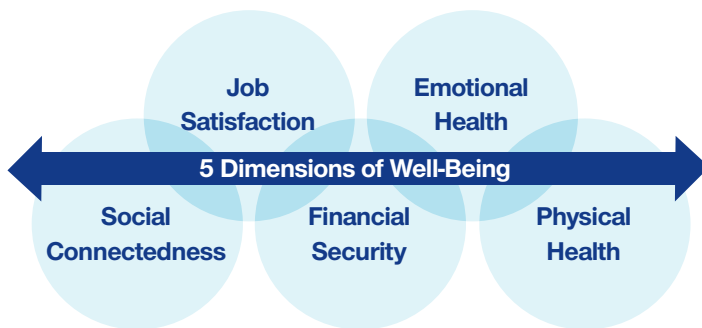 Job
Satisfaction
Emotional
Health
5 Dimensions of Well-Being
Social
Connectedness
Financial
Security
Physical
Health